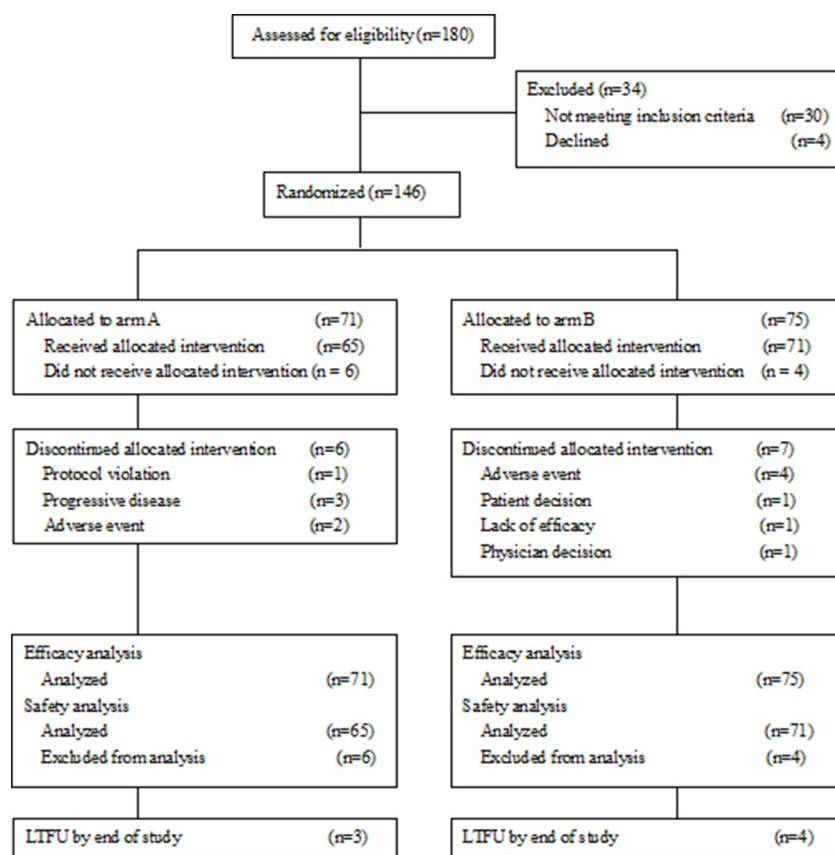 Assessed for eligibility (n=180)
Excluded (n=34)
Not meeting inclusion criteria (n=30)
Declined (n=4)
Randomized (n=146)
Allocated to arm A (n=71)
Received allocated intervention (n=65)
Did not receive allocated intervention (n = 6)
Allocated to arm B (n=75)
Received allocated intervention (n=71)
Did not receive allocated intervention (n = 4)
Discontinued allocated intervention (n=6)
Protocol violation (n=1)
Progressive disease (n=3)
Adverse event (n=2)
Discontinued allocated intervention (n=7)
Adverse event (n=4)
Patient decision (n=1)
Lack of efficacy (n=1)
Physician decision (n=1)
Efficacy analysis
Analyzed (n=71)
Safety analysis
Analyzed (n=65)
Excluded from analysis (n=6)
Efficacy analysis
Analyzed (n=75)
Safety analysis
Analyzed (n=71)
Excluded from analysis (n=4)
LTFU by end of study (n=3)
LTFU by end of study (n=4)